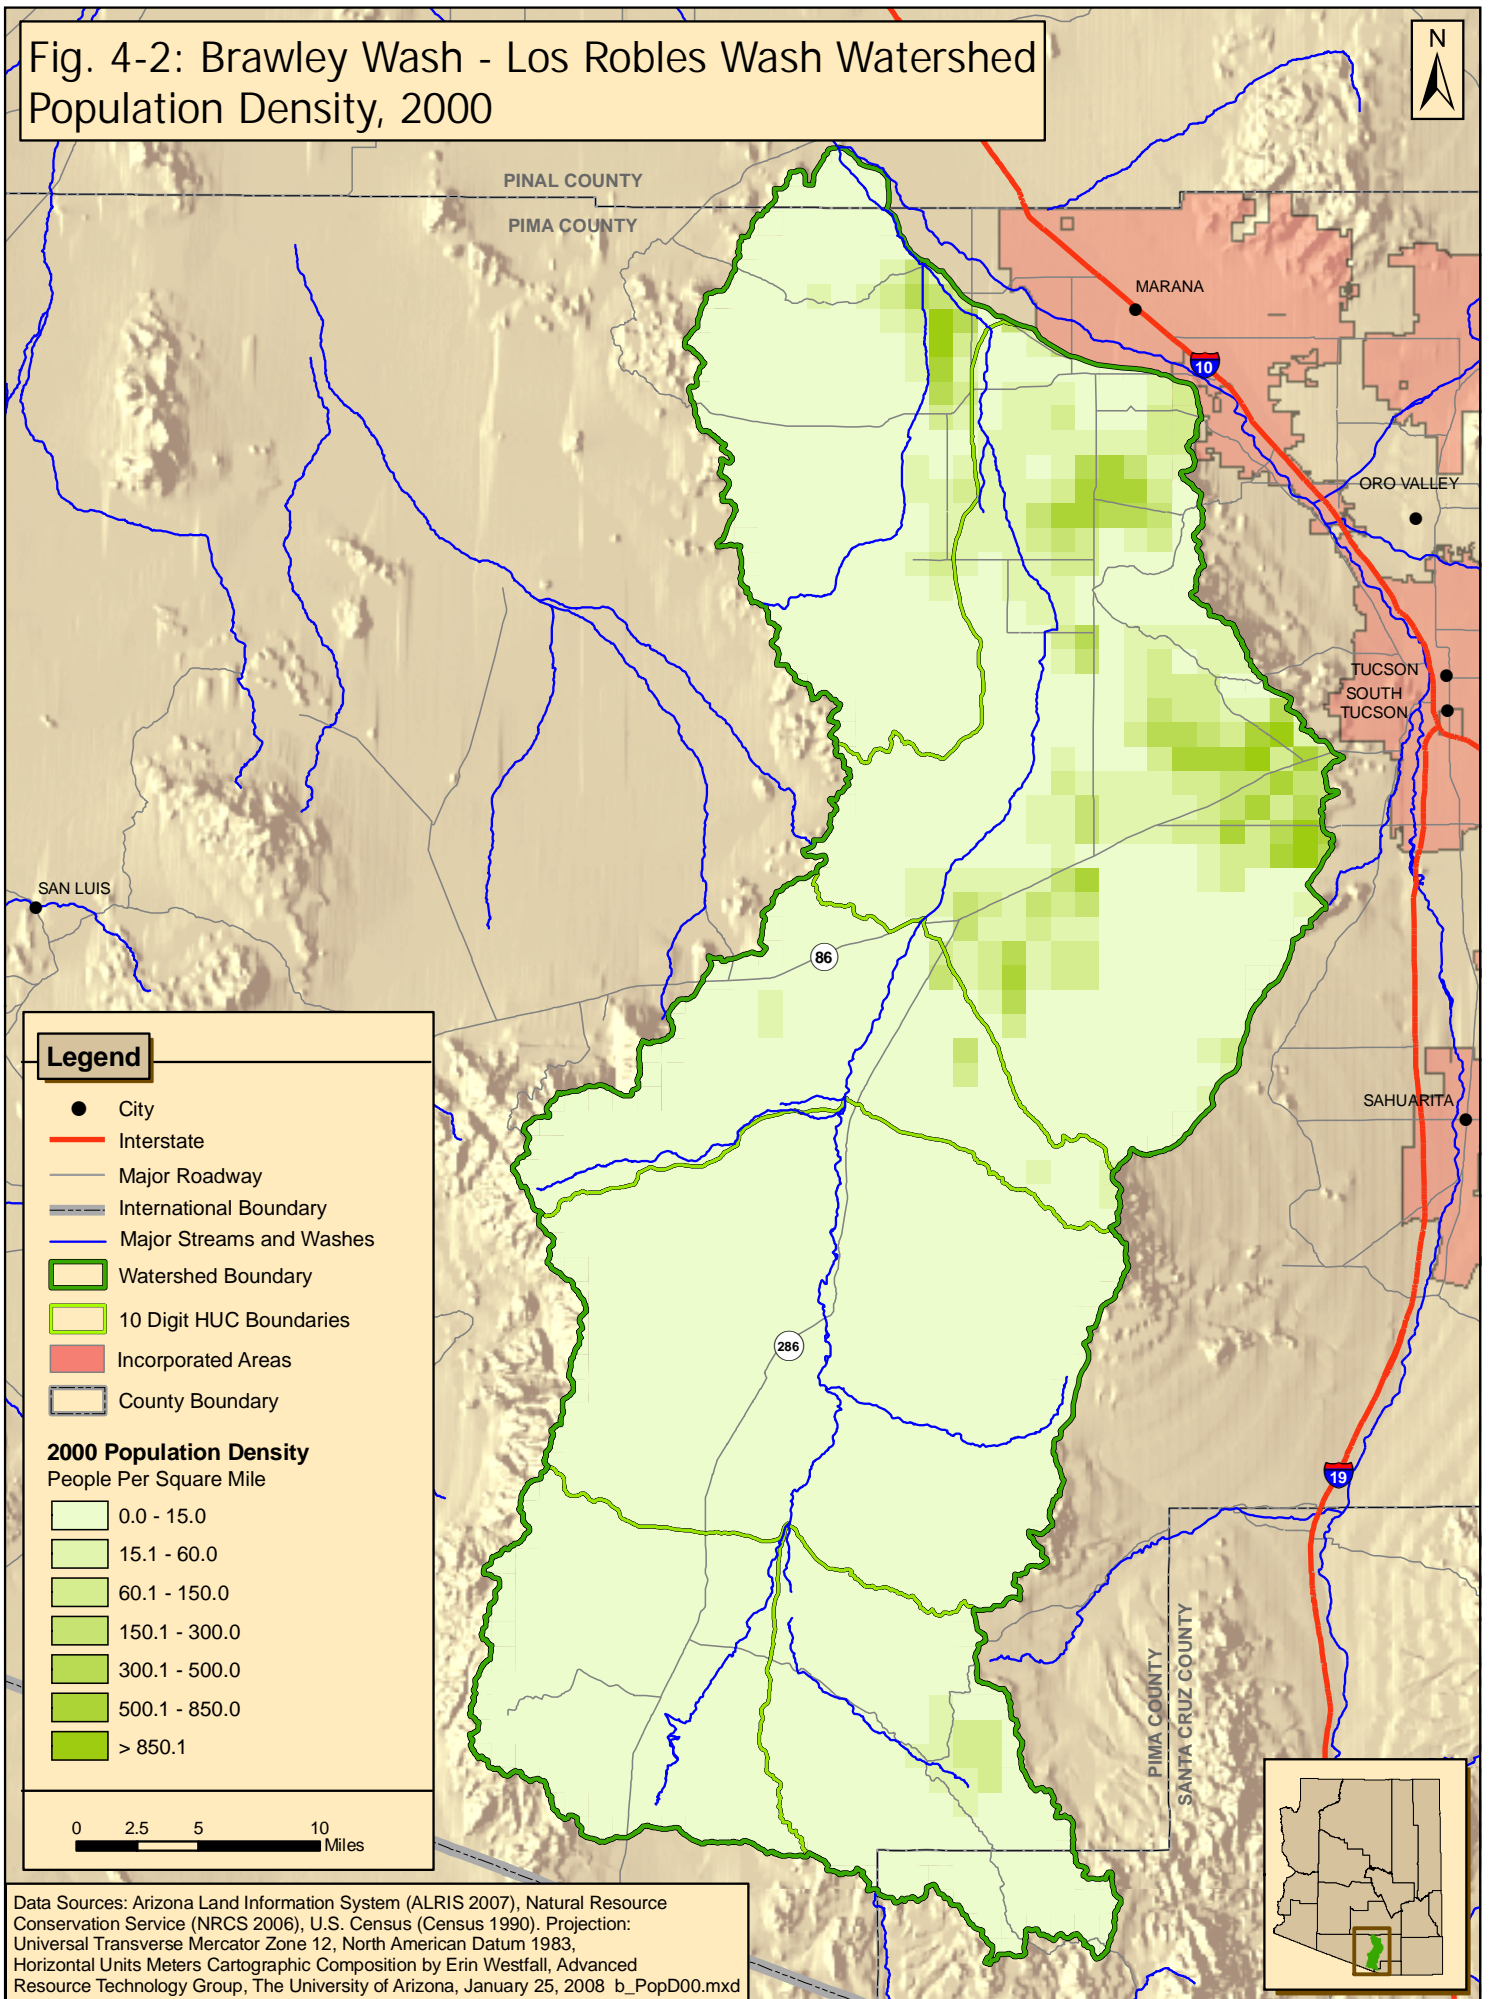 Fig. 4-2: Brawley Wash - Los Robles Wash Watershed
Population Density, 2000
N
PINAL COUNTY
PIMA COUNTY
MARANA
10
ORO VALLEY
TUCSON
SOUTH
TUCSON
SAN LUIS
86
SAHUARITA
286
19
PIMA COUNTY
SANTA CRUZ COUNTY
Legend
City
Interstate
Major Roadway
International Boundary
Major Streams and Washes
Watershed Boundary
10 Digit HUC Boundaries
Incorporated Areas
County Boundary
2000 Population Density
People Per Square Mile
0.0 - 15.0
15.1 - 60.0
60.1 - 150.0
150.1 - 300.0
300.1 - 500.0
500.1 - 850.0
> 850.1
0 2.5 5 10
Miles
Data Sources: Arizona Land Information System (ALRIS 2007), Natural Resource
Conservation Service (NRCS 2006), U.S. Census (Census 1990). Projection:
Universal Transverse Mercator Zone 12, North American Datum 1983,
Horizontal Units Meters Cartographic Composition by Erin Westfall, Advanced
Resource Technology Group, The University of Arizona, January 25, 2008 b_PopD00.mxd